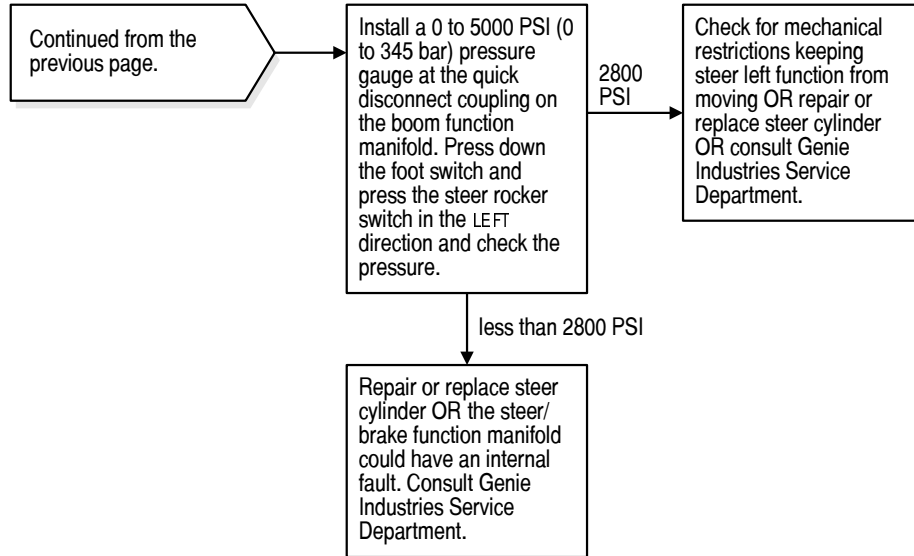 Continued from the
previous page.
Install a 0 to 5000 PSI (0
to 345 bar) pressure
gauge at the quick
disconnect coupling on
the boom function
manifold. Press down
the foot switch and
press the steer rocker
switch in the LEFT
direction and check the
pressure.
2800
PSI
Check for mechanical
restrictions keeping
steer left function from
moving OR repair or
replace steer cylinder
OR consult Genie
Industries Service
Department.
less than 2800 PSI
Repair or replace steer
cylinder OR the steer/
brake function manifold
could have an internal
fault. Consult Genie
Industries Service
Department.